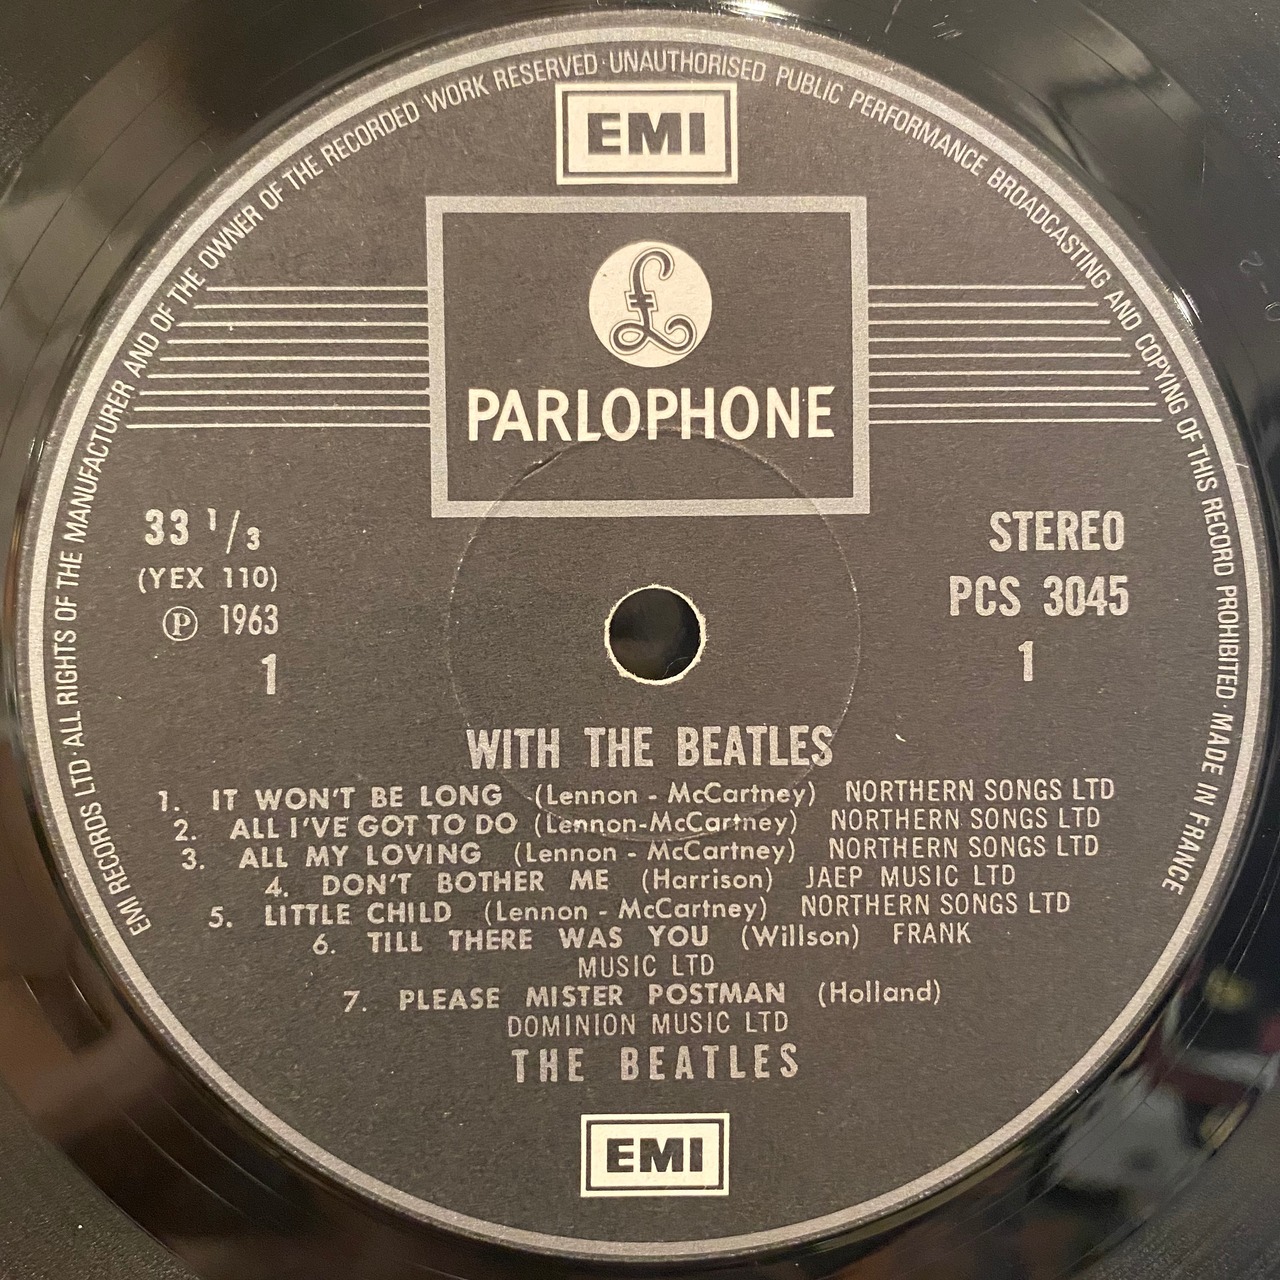 EMI RECORDS LTD · ALL RIGHTS OF THE MANUFACTURER AND OF THE OWNER OF THE RECORDED WORK RESERVED · UNAUTHORISED PUBLIC PERFORMANCE BROADCASTING AND COPYING OF THIS RECORD PROHIBITED · MADE IN FRANCE
EMI
£
PARLOPHONE
33 1/3
(YEX 110)
Ⓟ 1963
1
STEREO
PCS 3045
1
WITH THE BEATLES
1. IT WON'T BE LONG (Lennon - McCartney) NORTHERN SONGS LTD
2. ALL I'VE GOT TO DO (Lennon-McCartney) NORTHERN SONGS LTD
3. ALL MY LOVING (Lennon - McCartney) NORTHERN SONGS LTD
4. DON'T BOTHER ME (Harrison) JAEP MUSIC LTD
5. LITTLE CHILD (Lennon - McCartney) NORTHERN SONGS LTD
6. TILL THERE WAS YOU (Willson) FRANK
MUSIC LTD
7. PLEASE MISTER POSTMAN (Holland)
DOMINION MUSIC LTD
THE BEATLES
EMI